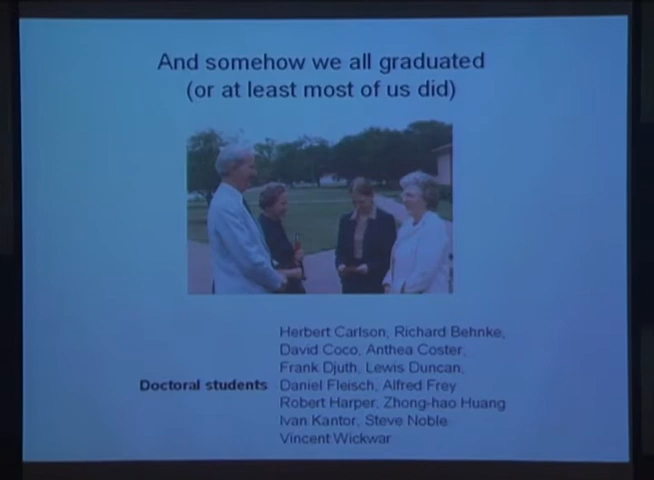 And somehow we all graduated
(or at least most of us did)
Herbert Carlson, Richard Behnke,
David Coco, Anthea Coster,
Frank Djuth, Lewis Duncan,
Doctoral students Daniel Fleisch, Alfred Frey
Robert Harper, Zhong-hao Huang
Ivan Kantor, Steve Noble
Vincent Wickwar